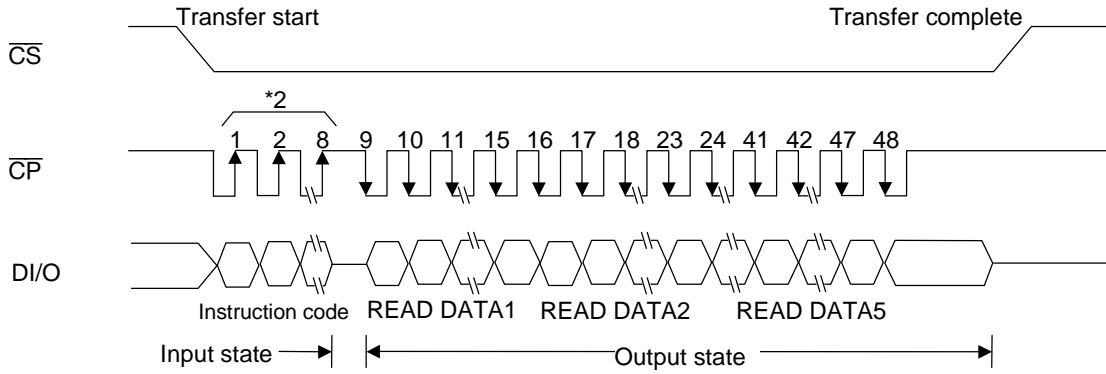 Transfer start Transfer complete
CS
*2
1 2 8 9 10 11 15 16 17 18 23 24 41 42 47 48
CP
DI/O
Instruction code READ DATA1 READ DATA2 READ DATA5
Input state Output state